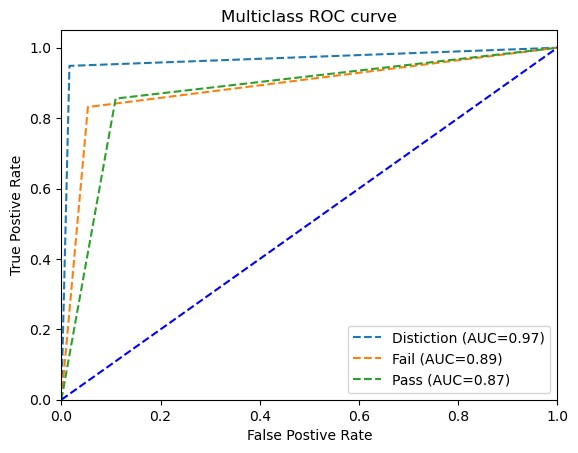 Multiclass ROC curve
True Postive Rate
1.0
0.8
0.6
0.4
0.2
0.0
Distiction (AUC=0.97)
Fail (AUC=0.89)
Pass (AUC=0.87)
0.0 0.2 0.4 0.6 0.8 1.0
False Postive Rate